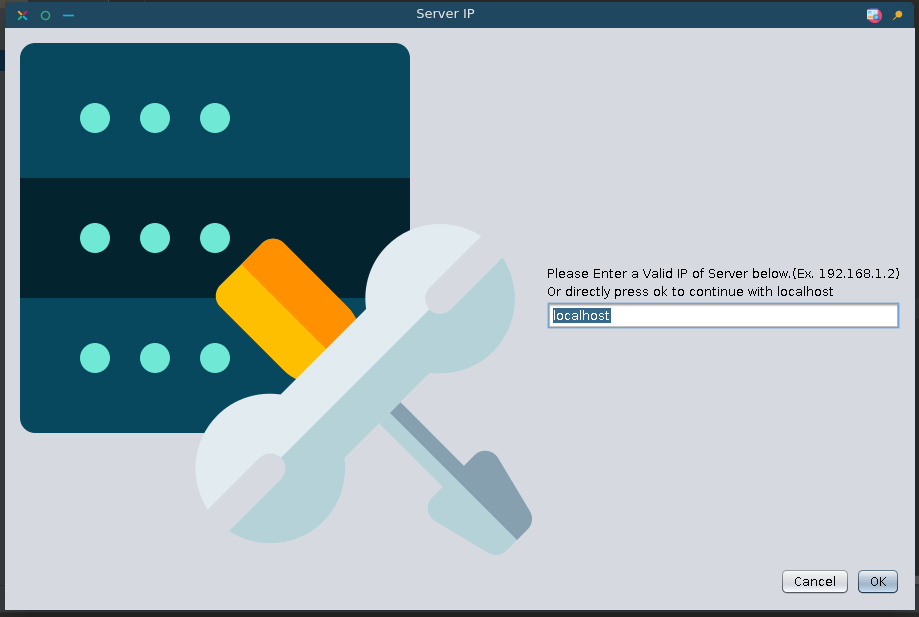 Server IP
Please Enter a Valid IP of Server below.(Ex. 192.168.1.2)
Or directly press ok to continue with localhost
localhost
Cancel
OK